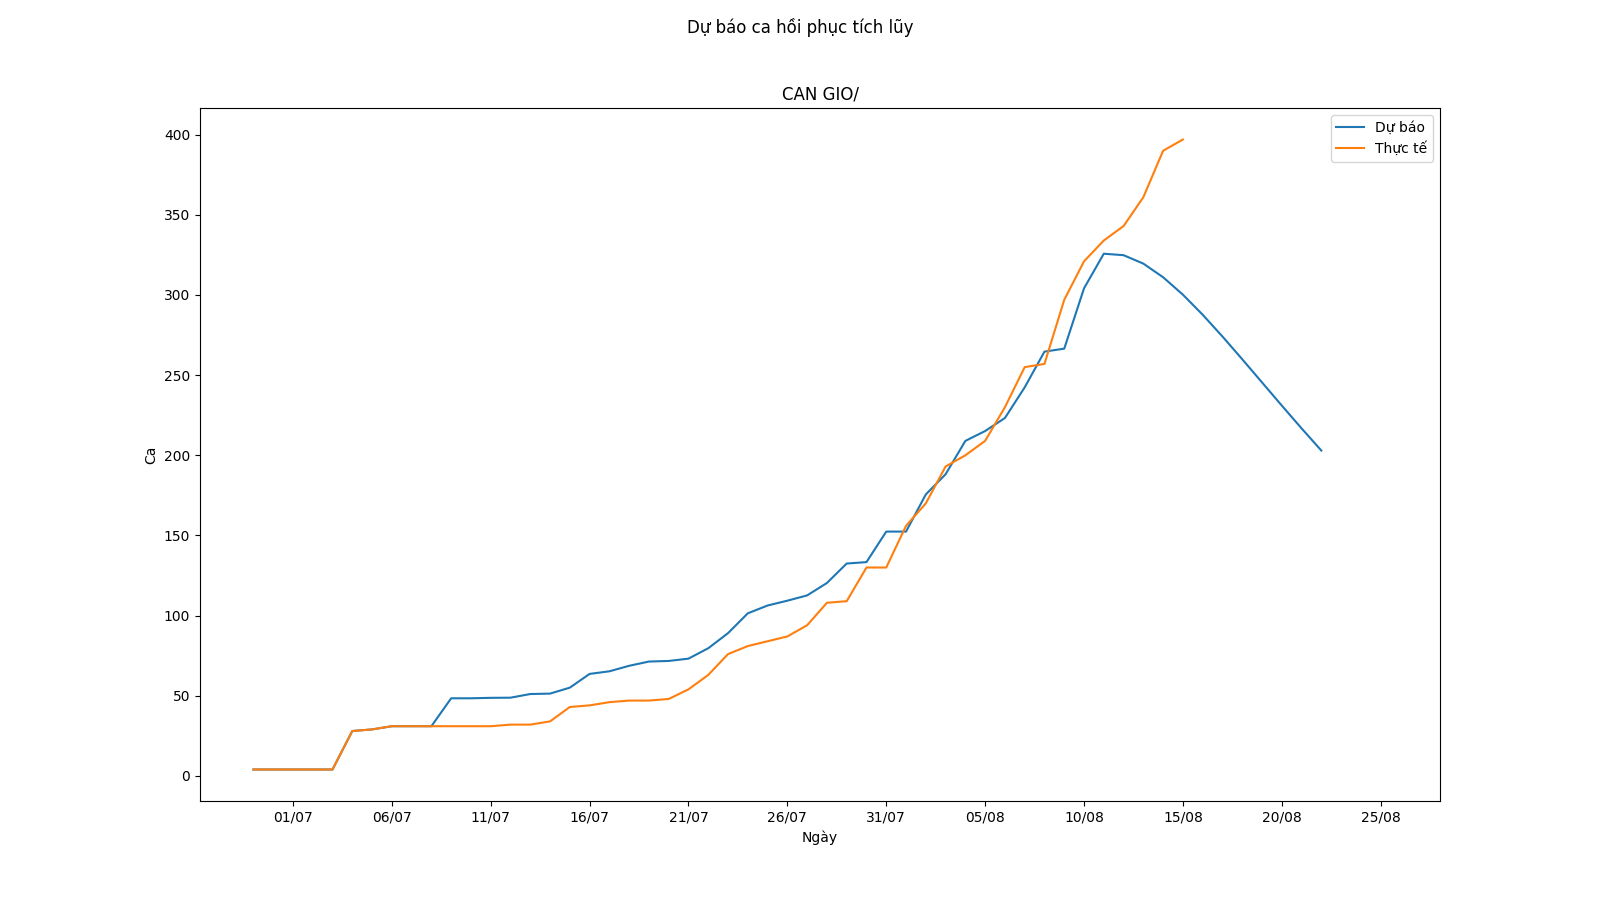 Dự báo ca hồi phục tích lũy
CAN GIO/
Dự báo
Thực tế
400
350
300
250
200
150
100
50
0
Ca
01/07 06/07 11/07 16/07 21/07 26/07 31/07 05/08 10/08 15/08 20/08 25/08
Ngày